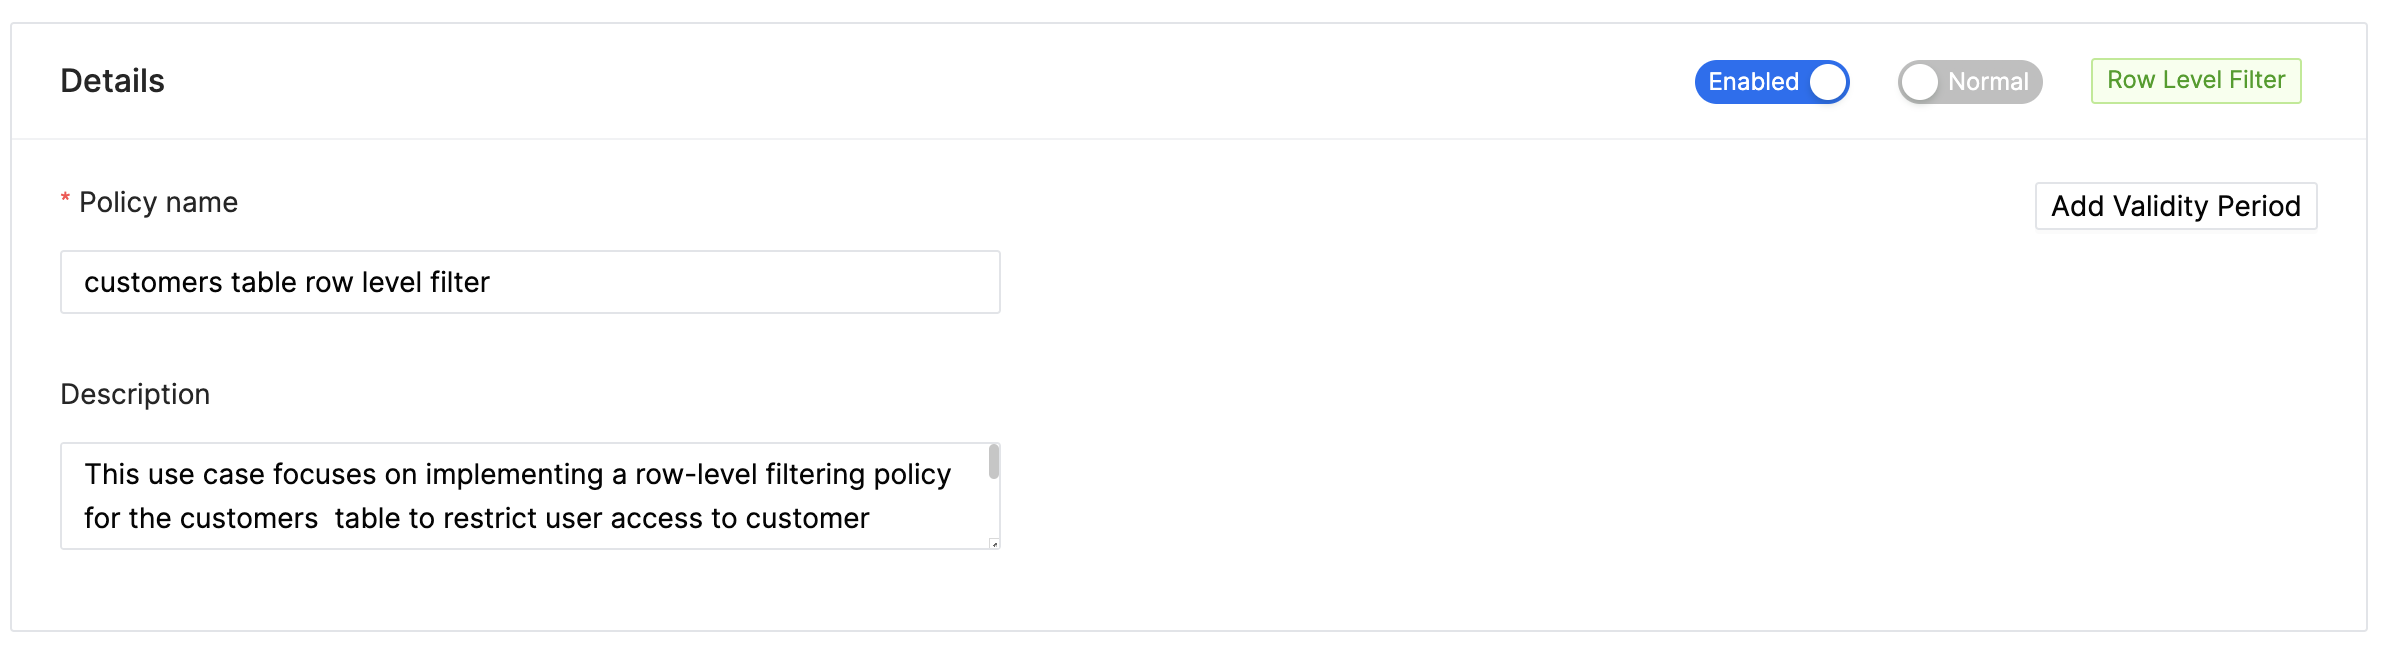 Details
Enabled
Normal
Row Level Filter
* Policy name
Add Validity Period
customers table row level filter
Description
This use case focuses on implementing a row-level filtering policy
for the customers  table to restrict user access to customer